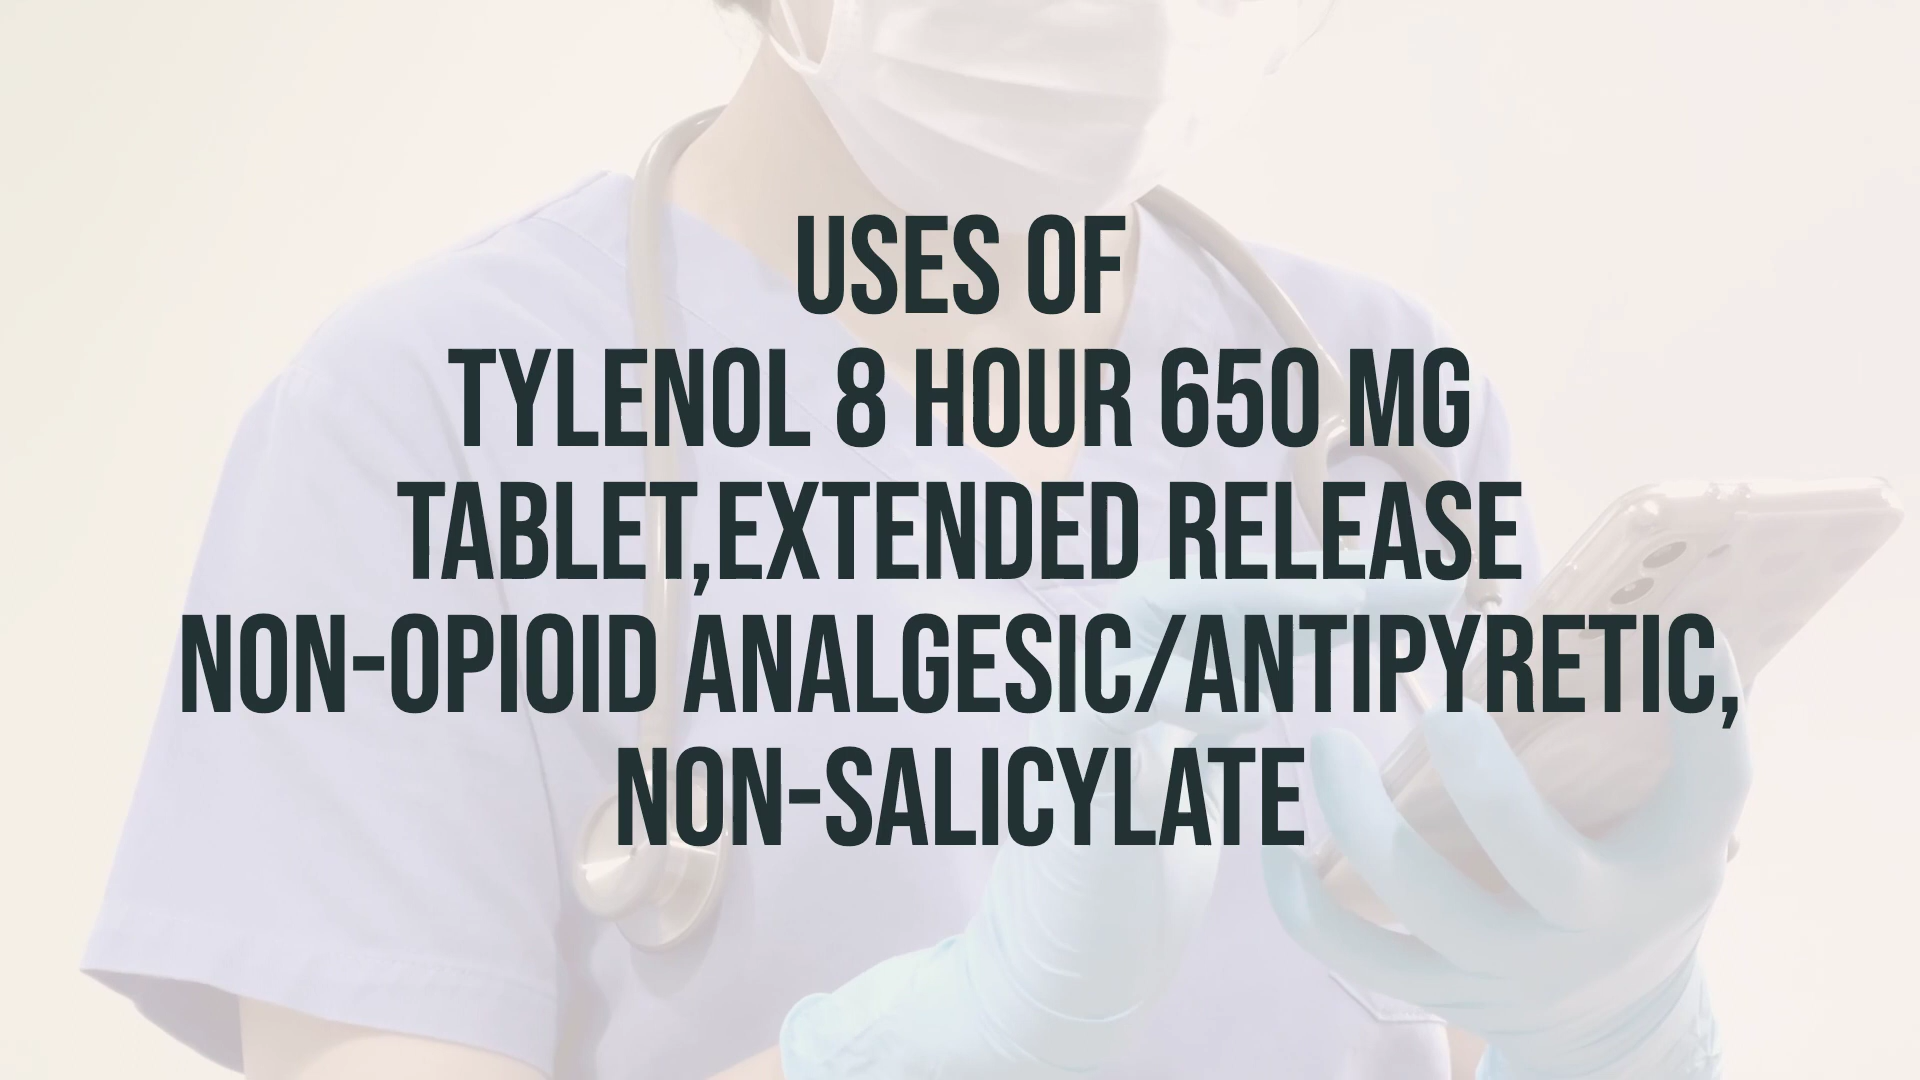 USES OF
TYLENOL 8 HOUR 650 MG
TABLET,EXTENDED RELEASE
NON-OPIOID ANALGESIC/ANTIPYRETIC,
NON-SALICYLATE